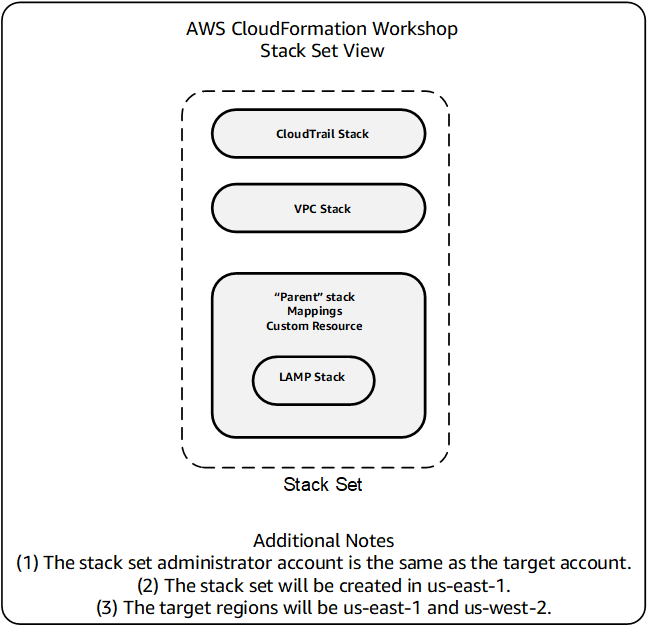 AWS CloudFormation Workshop
Stack Set View
CloudTrail Stack
VPC Stack
“Parent” stack
Mappings
Custom Resource
LAMP Stack
Stack Set
Additional Notes
(1) The stack set administrator account is the same as the target account.
(2) The stack set will be created in us-east-1.
(3) The target regions will be us-east-1 and us-west-2.